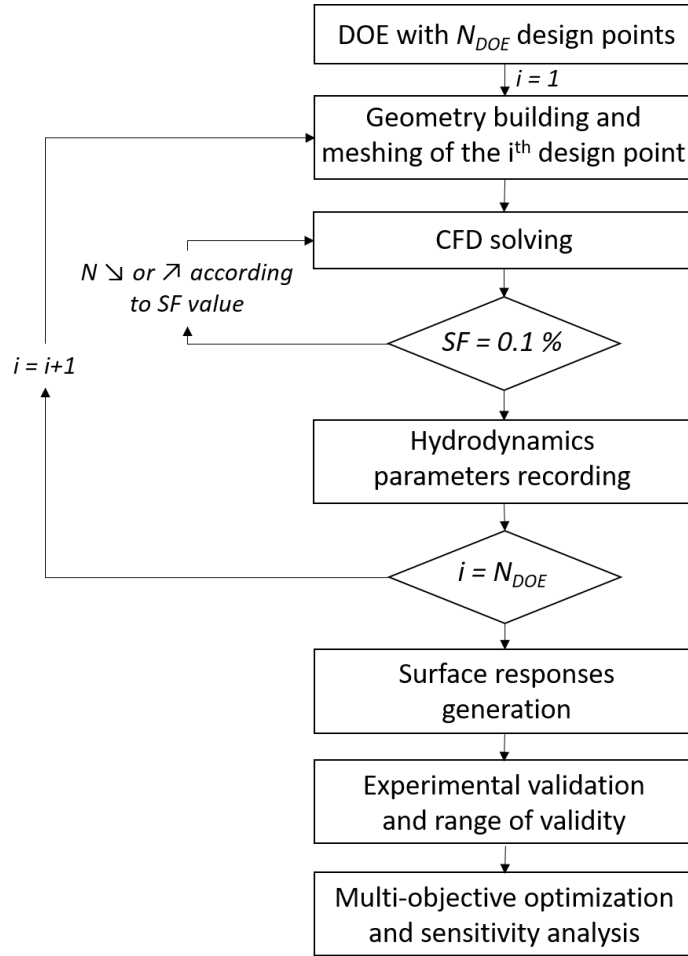 DOE with N_DOE design points
i = 1
Geometry building and
meshing of the iᵗʰ design point
CFD solving
N ↘ or ↗ according
to SF value
SF = 0.1 %
i = i+1
Hydrodynamics
parameters recording
i = N_DOE
Surface responses
generation
Experimental validation
and range of validity
Multi-objective optimization
and sensitivity analysis